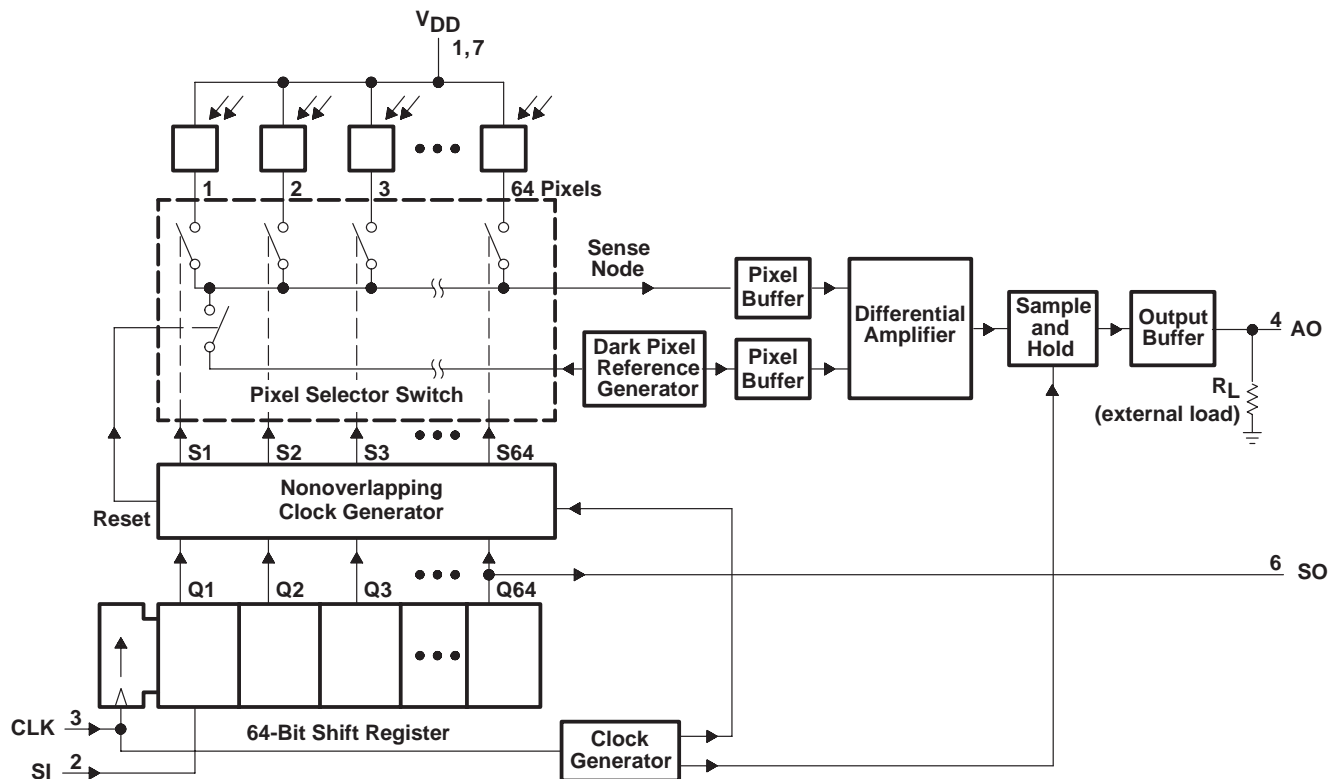 VDD
1,7
1
2
3
64 Pixels
Sense
Node
Pixel
Buffer
Differential
Amplifier
Sample
and
Hold
Output
Buffer
4
AO
Dark Pixel
Reference
Generator
Pixel
Buffer
RL
(external load)
Pixel Selector Switch
S1
S2
S3
S64
Nonoverlapping
Clock Generator
Reset
6
SO
Q1
Q2
Q3
Q64
CLK
3
64-Bit Shift Register
Clock
Generator
SI
2